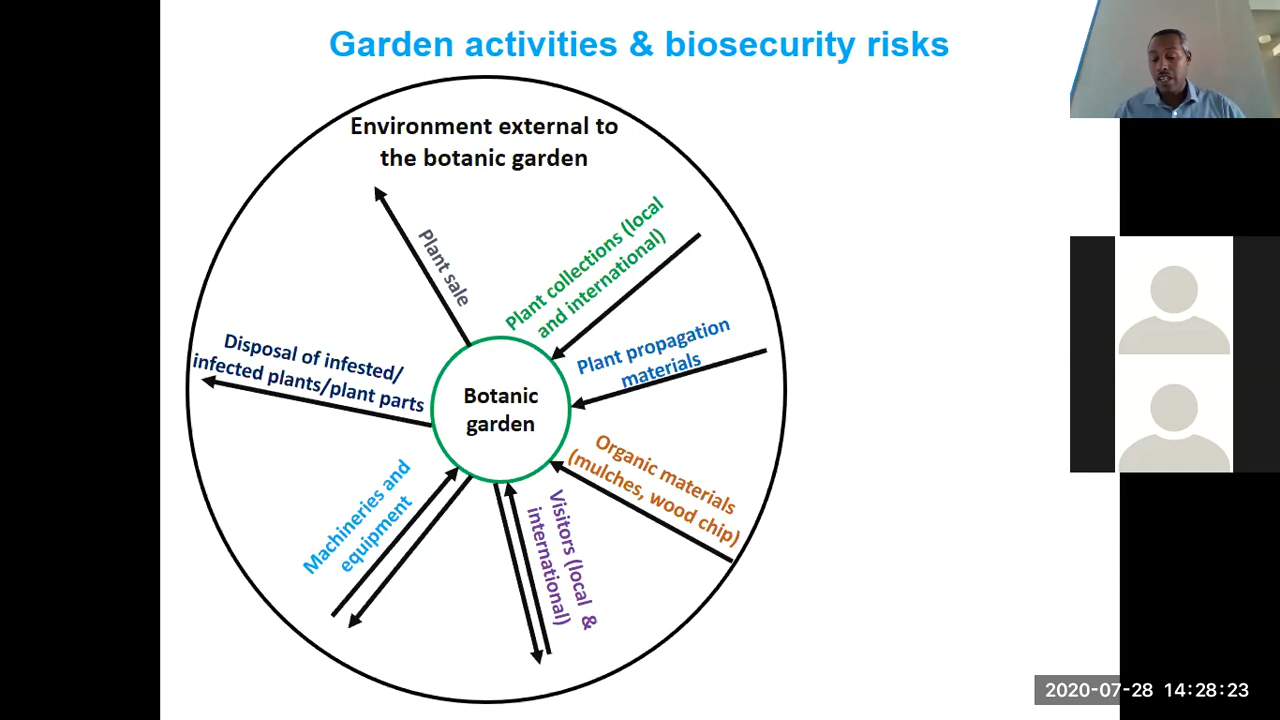 Garden activities & biosecurity risks
Environment external to
the botanic garden
Plant sale
Plant collections (local
and international)
Plant propagation
materials
Disposal of infested/
infected plants/plant parts
Botanic
garden
Organic materials
(mulches, wood chip)
Machineries and
equipment
Visitors (local &
international)
2020-07-28 14:28:23